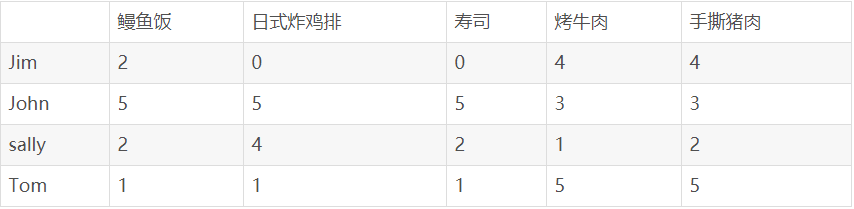 鳗鱼饭 日式炸鸡排 寿司 烤牛肉 手撕猪肉
Jim 2 0 0 4 4
John 5 5 5 3 3
sally 2 4 2 1 2
Tom 1 1 1 5 5